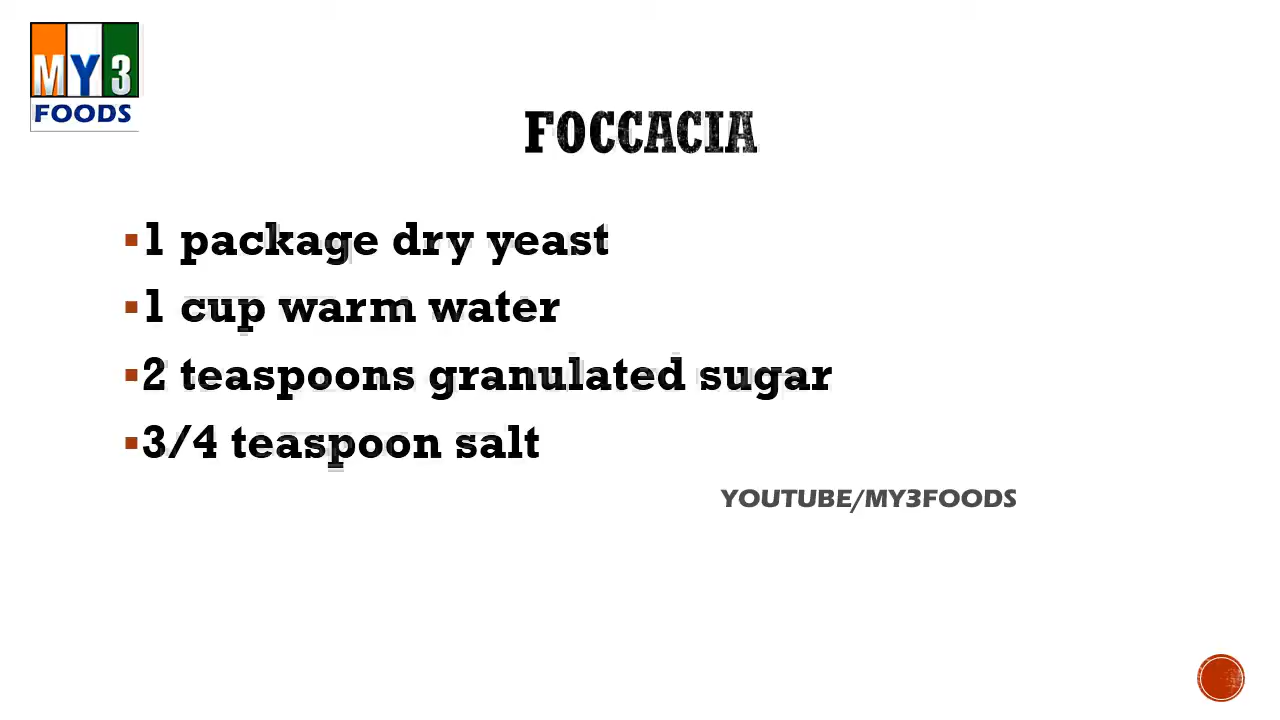 MY3
FOODS
FOCCACIA
▪1 package dry yeast
▪1 cup warm water
▪2 teaspoons granulated sugar
▪3/4 teaspoon salt
YOUTUBE/MY3FOODS